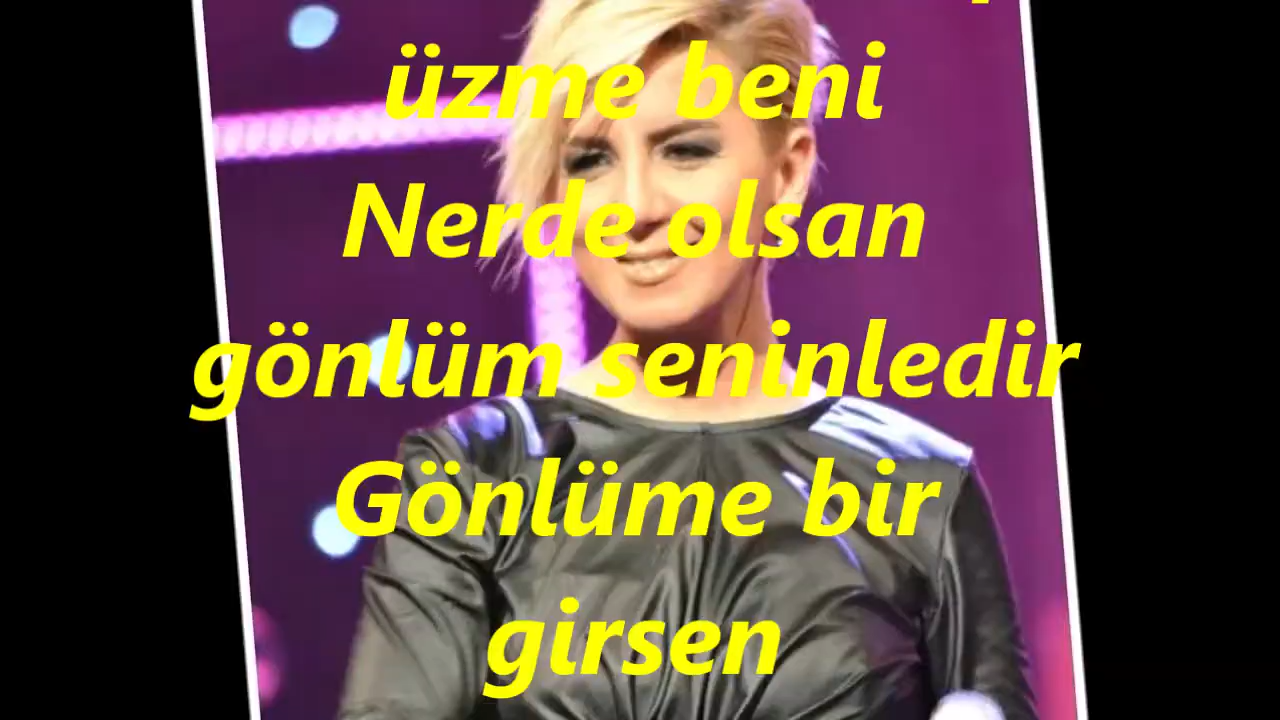 üzme beni
Nerde olsan
gönlüm seninledir
Gönlüme bir
girsen